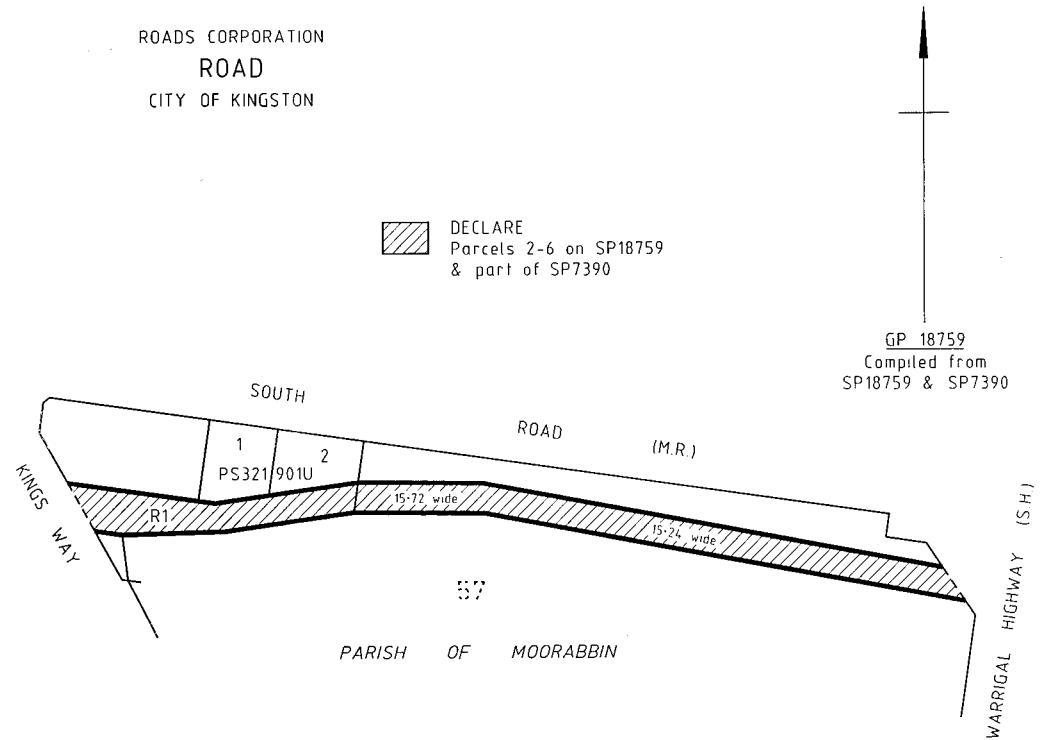 ROADS CORPORATION
ROAD
CITY OF KINGSTON
DECLARE
Parcels 2-6 on SP18759
& part of SP7390
GP 18759
Compiled from
SP18759 & SP7390
SOUTH ROAD (M.R.)
1
2
PS321901U
KINGS WAY
R1
15·72 wide
15·24 wide
57
PARISH OF MOORABBIN
WARRIGAL HIGHWAY (S.H.)